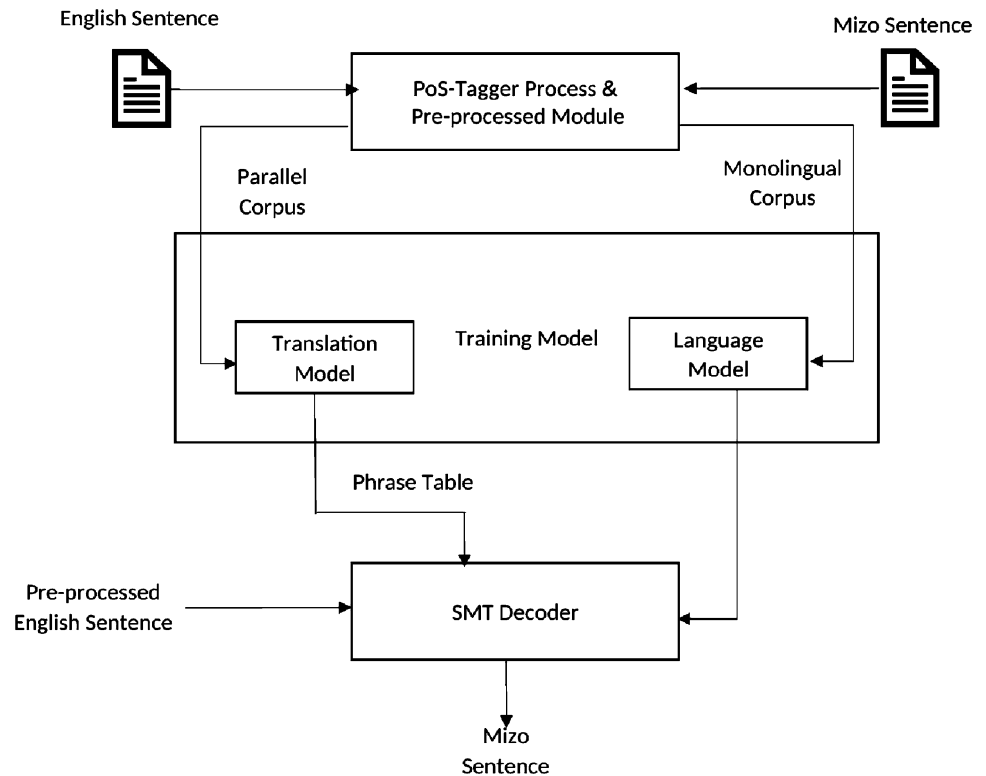 English Sentence
Mizo Sentence
PoS-Tagger Process &
Pre-processed Module
Parallel
Corpus
Monolingual
Corpus
Translation
Model
Training Model
Language
Model
Phrase Table
Pre-processed
English Sentence
SMT Decoder
Mizo
Sentence